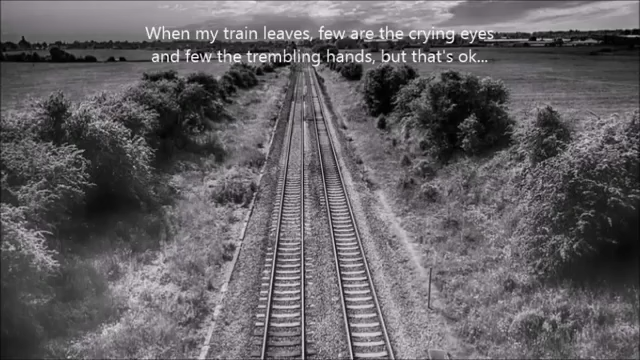 When my train leaves, few are the crying eyes
and few the trembling hands, but that's ok...